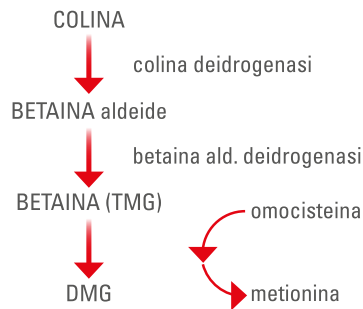 COLINA
colina deidrogenasi
BETAINA aldeide
betaina ald. deidrogenasi
BETAINA (TMG)
omocisteina
DMG
metionina